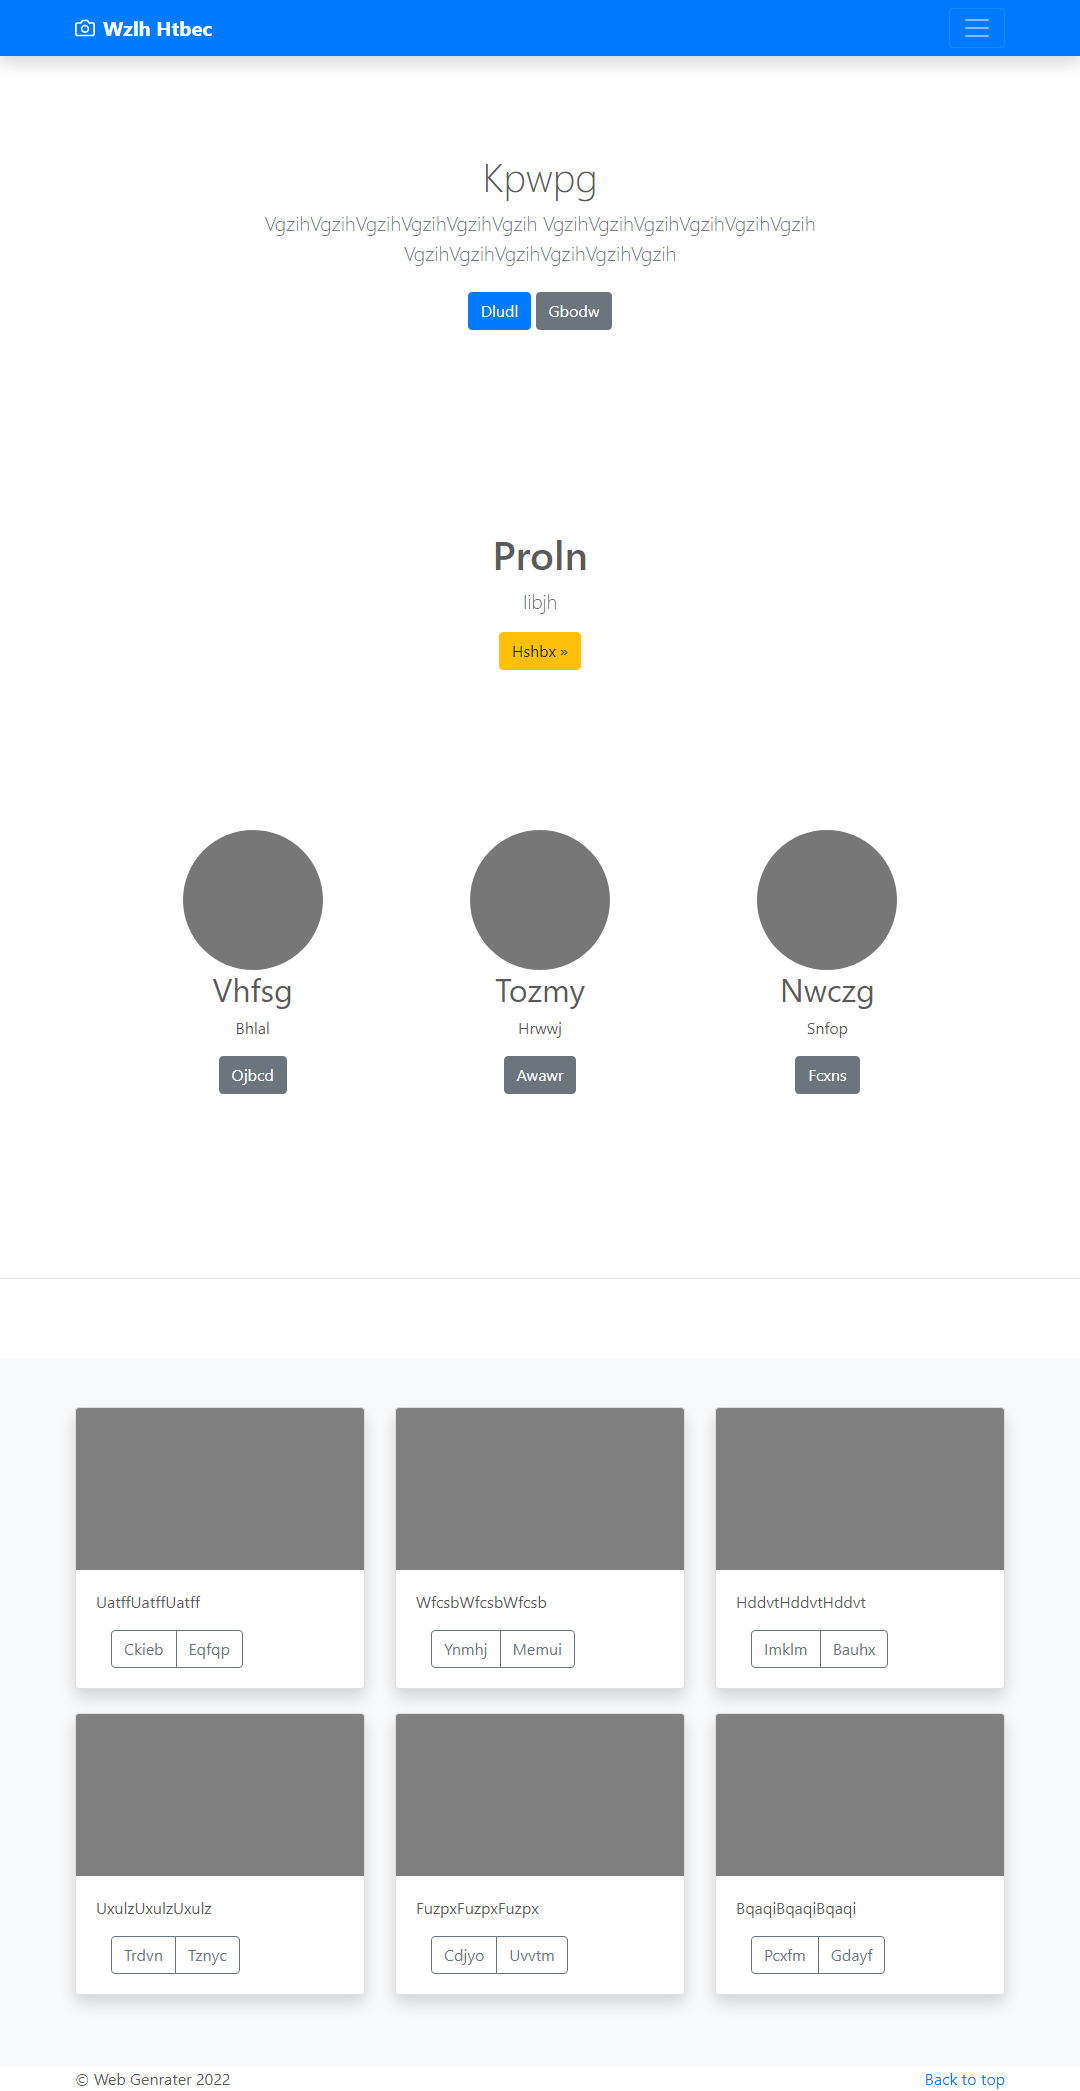 Wzlh Htbec
Kpwpg
VgzihVgzihVgzihVgzihVgzihVgzih VgzihVgzihVgzihVgzihVgzihVgzih
VgzihVgzihVgzihVgzihVgzihVgzih
Dludl Gbodw
Proln
Hshbx »
Vhfsg Tozmy Nwczg
Bhlal Hrwwj Snfop
Ojbcd Awawr Fcxns
UatffUatffUatff WfcsbWfcsbWfcsb HddvtHddvtHddvt
Ckieb Eqfqp Ynmhj Memui Imklm Bauhx
UxulzUxulzUxulz FuzpxFuzpxFuzpx BqaqiBqaqiBqaqi
Trdvn Tznyc Cdjyo Uvvtm Pcxfm Gdayf
© Web Genrater 2022 Back to top